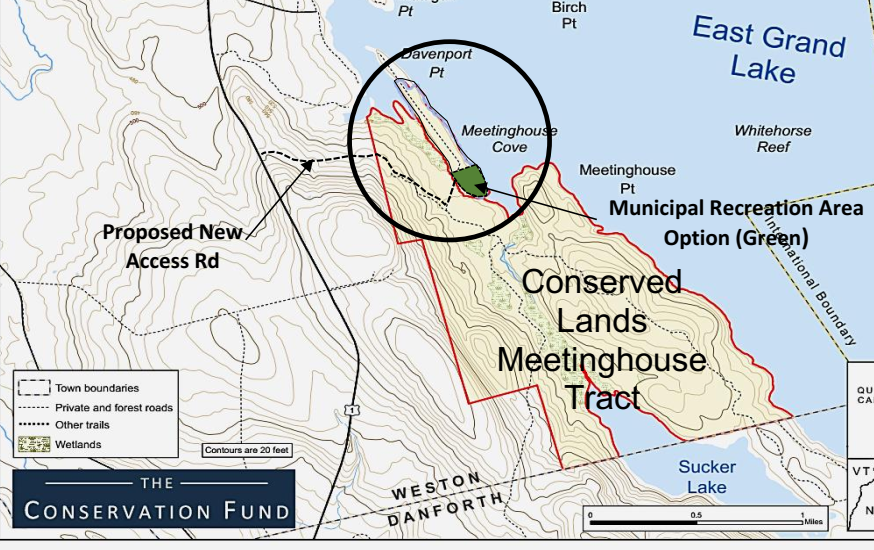 Pt
Birch
Pt
East Grand
Lake
Davenport
Pt
Meetinghouse
Cove
Whitehorse
Reef
Meetinghouse
Pt
Municipal Recreation Area
Option (Green)
International Boundary
Proposed New
Access Rd
Conserved
Lands
Meetinghouse
Tract
Town boundaries
Private and forest roads
Other trails
Wetlands
Contours are 20 feet
1
THE
CONSERVATION FUND
WESTON
DANFORTH
Sucker
Lake
0 0.5 1 Miles
QU
CA
VT
N